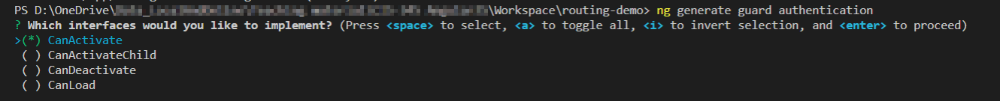 PS D:\OneDrive\ \Workspace\routing-demo> ng generate guard authentication
? Which interfaces would you like to implement? (Press <space> to select, <a> to toggle all, <i> to invert selection, and <enter> to proceed)
>(*) CanActivate
( ) CanActivateChild
( ) CanDeactivate
( ) CanLoad